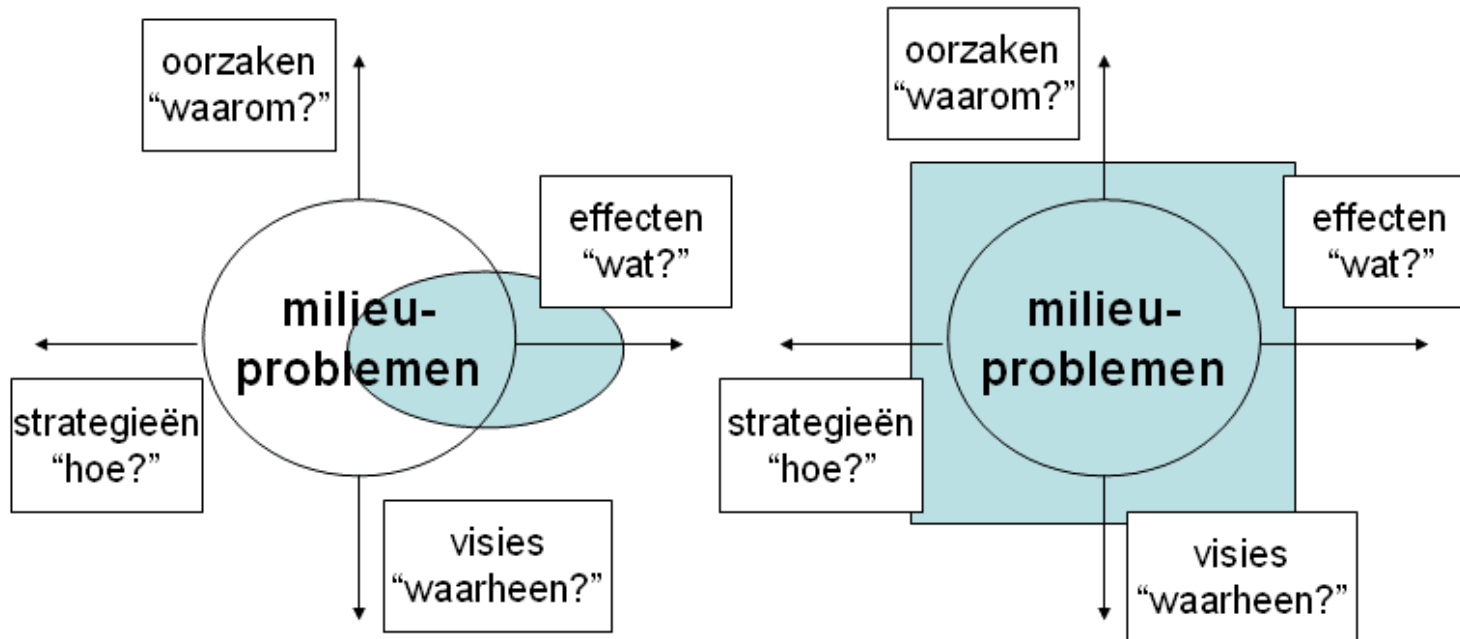 oorzaken
“waarom?”
effecten
“wat?”
milieu-
problemen
strategieën
“hoe?”
visies
“waarheen?”
oorzaken
“waarom?”
effecten
“wat?”
milieu-
problemen
strategieën
“hoe?”
visies
“waarheen?”